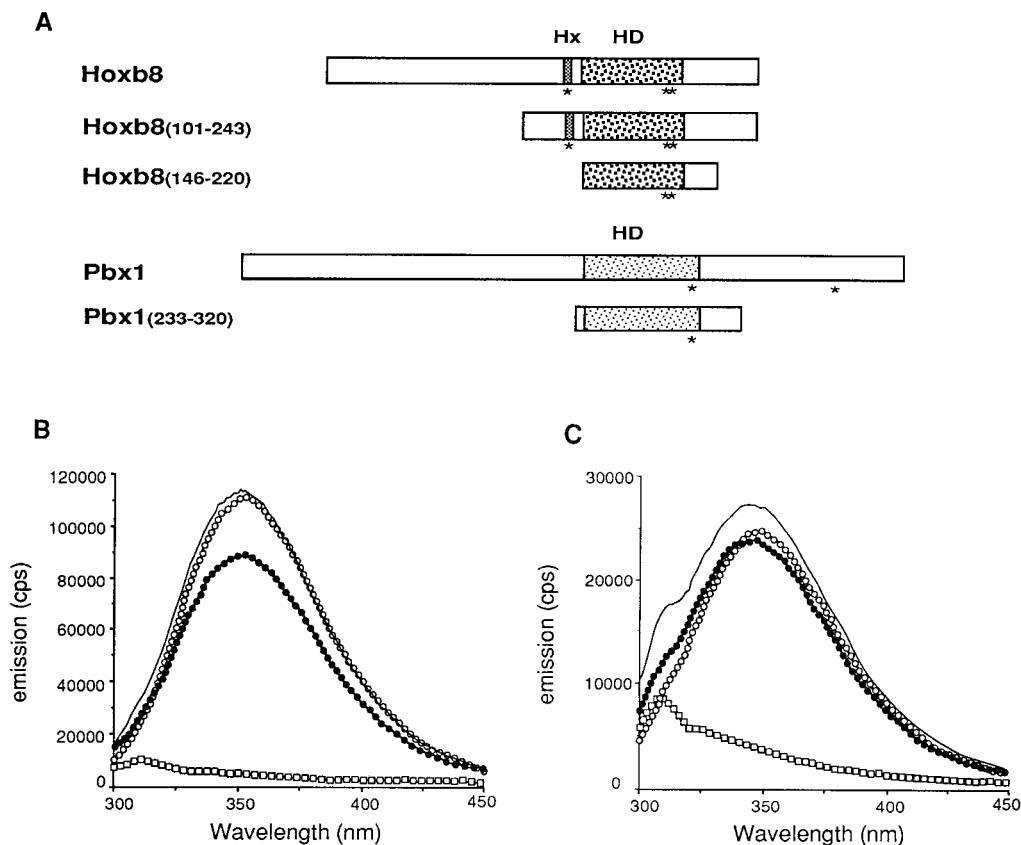 A
Hx HD
Hoxb8
* **
Hoxb8(101-243)
* **
Hoxb8(146-220)
**
HD
Pbx1
* *
Pbx1(233-320)
*
B
120000
100000
80000
60000
40000
20000
0
300 350 400 450
emission (cps)
Wavelength (nm)
C
30000
20000
10000
0
300 350 400 450
emission (cps)
Wavelength (nm)